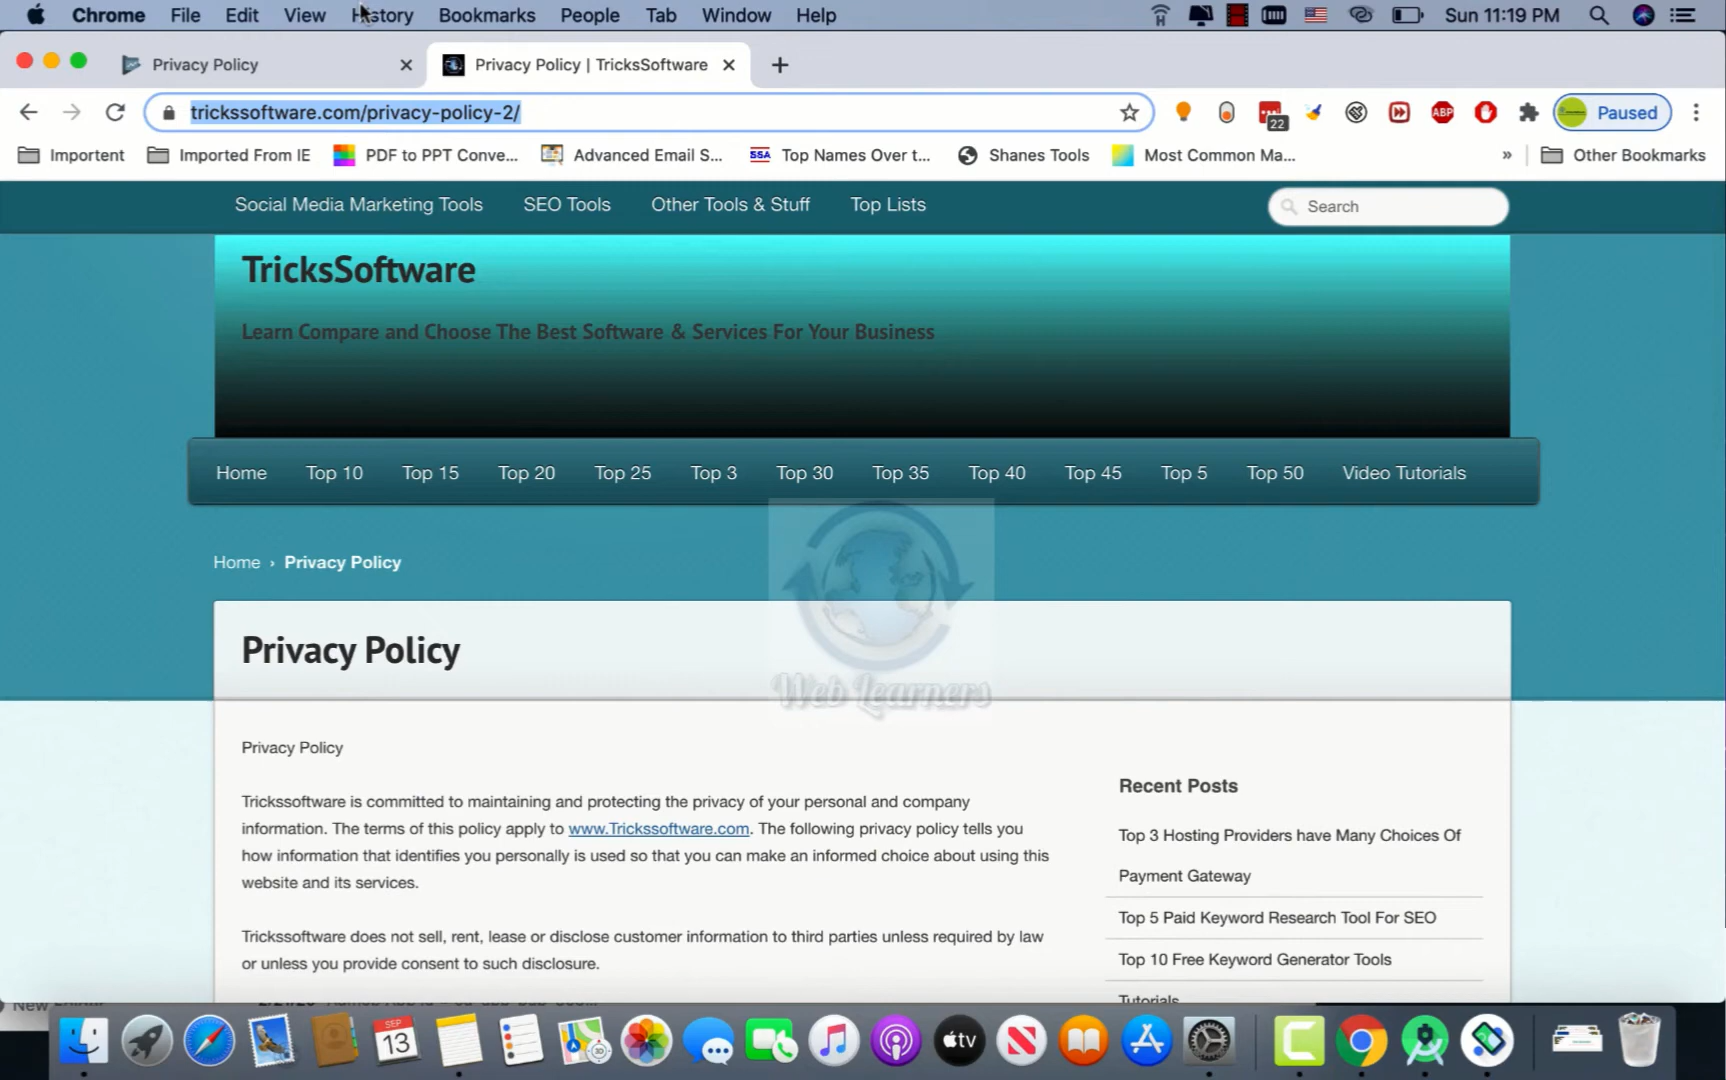 Chrome File Edit View History Bookmarks People Tab Window Help Sun 11:19 PM
Privacy Policy Privacy Policy | TricksSoftware
trickssoftware.com/privacy-policy-2/ 22 ABP Paused
Importent Imported From IE PDF to PPT Conve... Advanced Email S... SSA Top Names Over t... Shanes Tools Most Common Ma... » Other Bookmarks
Social Media Marketing Tools SEO Tools Other Tools & Stuff Top Lists Search
TricksSoftware
Learn Compare and Choose The Best Software & Services For Your Business
Home Top 10 Top 15 Top 20 Top 25 Top 3 Top 30 Top 35 Top 40 Top 45 Top 5 Top 50 Video Tutorials
Home › Privacy Policy
Privacy Policy
Web Learners
Privacy Policy
Trickssoftware is committed to maintaining and protecting the privacy of your personal and company
information. The terms of this policy apply to www.Trickssoftware.com. The following privacy policy tells you
how information that identifies you personally is used so that you can make an informed choice about using this
website and its services.
Trickssoftware does not sell, rent, lease or disclose customer information to third parties unless required by law
or unless you provide consent to such disclosure.
Recent Posts
Top 3 Hosting Providers have Many Choices Of
Payment Gateway
Top 5 Paid Keyword Research Tool For SEO
Top 10 Free Keyword Generator Tools
Tutorials
SEP
13
tv